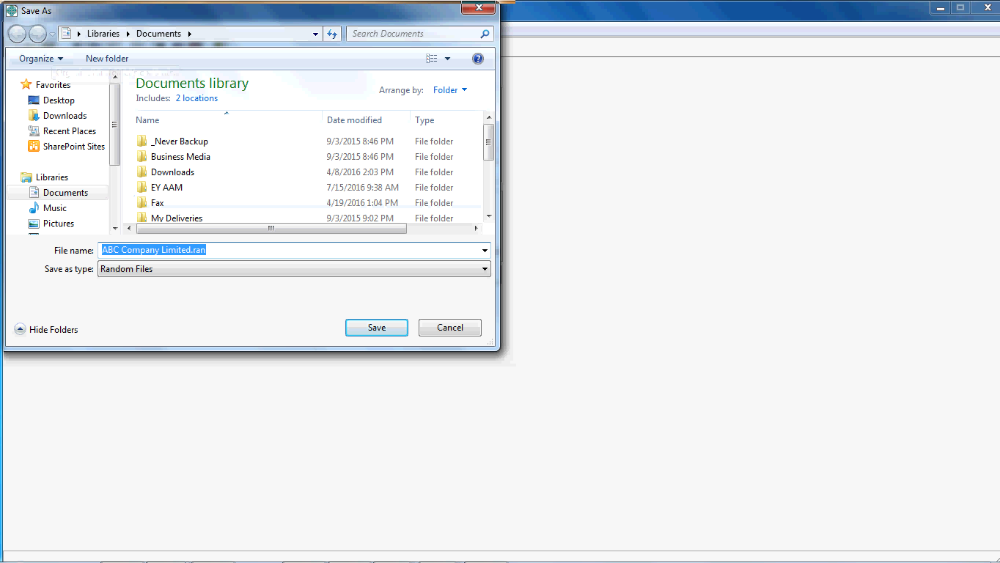 Save As
Libraries Documents
Search Documents
Organize New folder
Favorites
Desktop
Downloads
Recent Places
SharePoint Sites
Libraries
Documents
Music
Pictures
Documents library
Includes: 2 locations
Arrange by: Folder
Name Date modified Type
_Never Backup 9/3/2015 8:46 PM File folder
Business Media 9/3/2015 8:46 PM File folder
Downloads 4/8/2016 2:03 PM File folder
EY AAM 7/15/2016 9:38 AM File folder
Fax 4/19/2016 1:04 PM File folder
My Deliveries 9/3/2015 9:02 PM File folder
File name: ABC Company Limited.ran
Save as type: Random Files
Hide Folders
Save Cancel